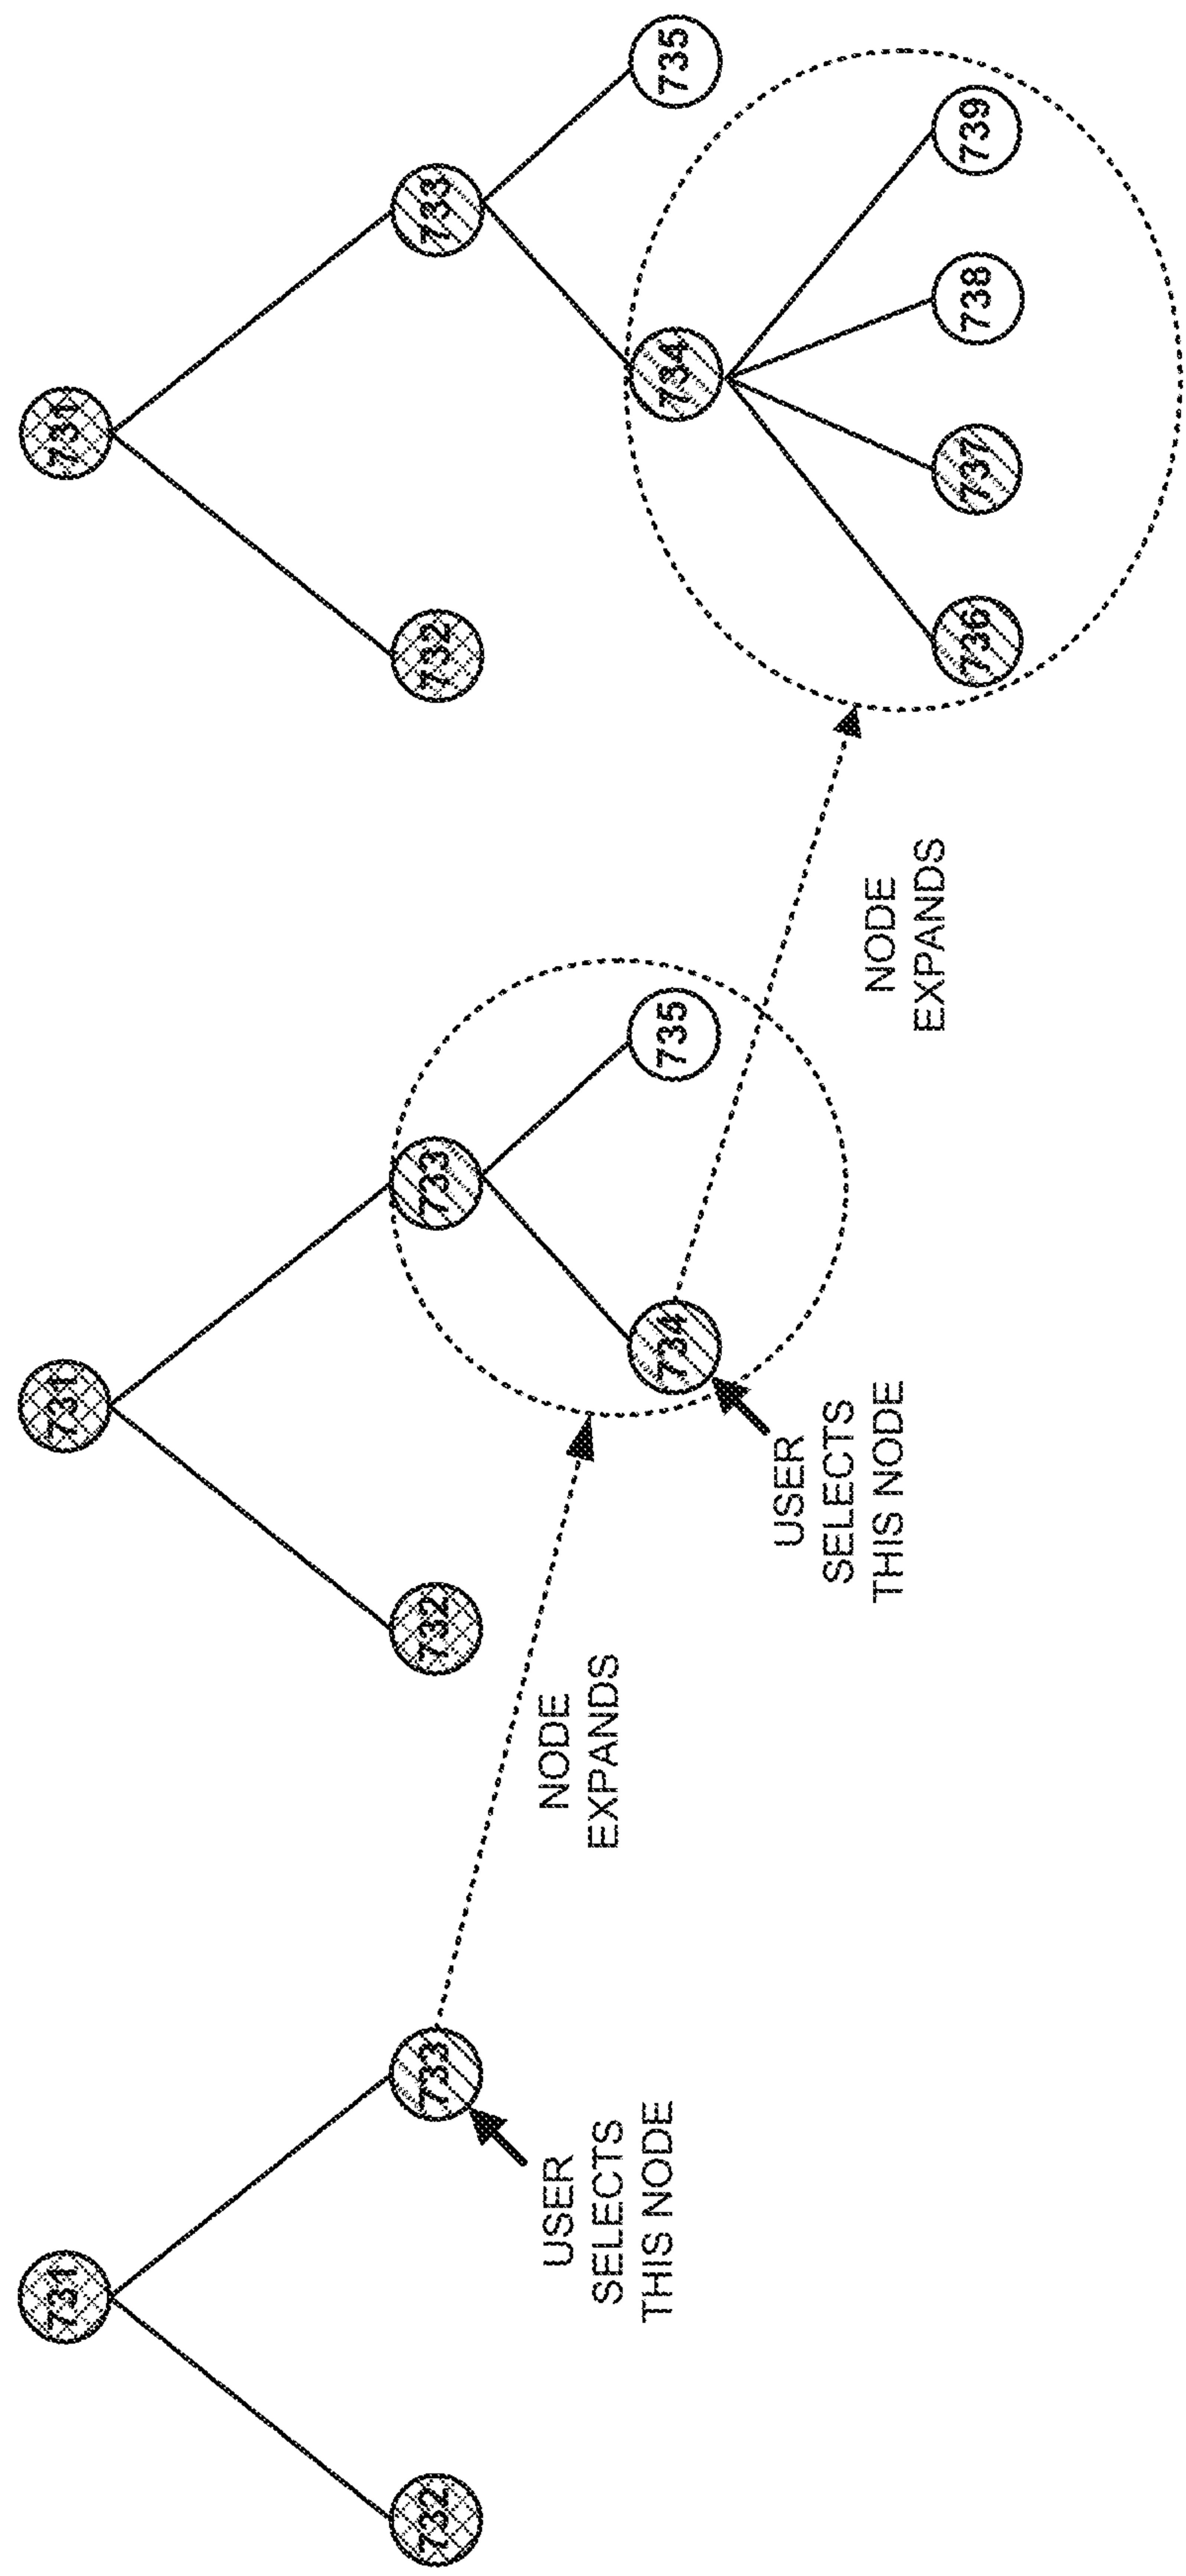 731
732
733
USER
SELECTS
THIS NODE
NODE
EXPANDS
731
732
733
734
735
USER
SELECTS
THIS NODE
NODE
EXPANDS
731
732
733
734
735
736
737
738
739